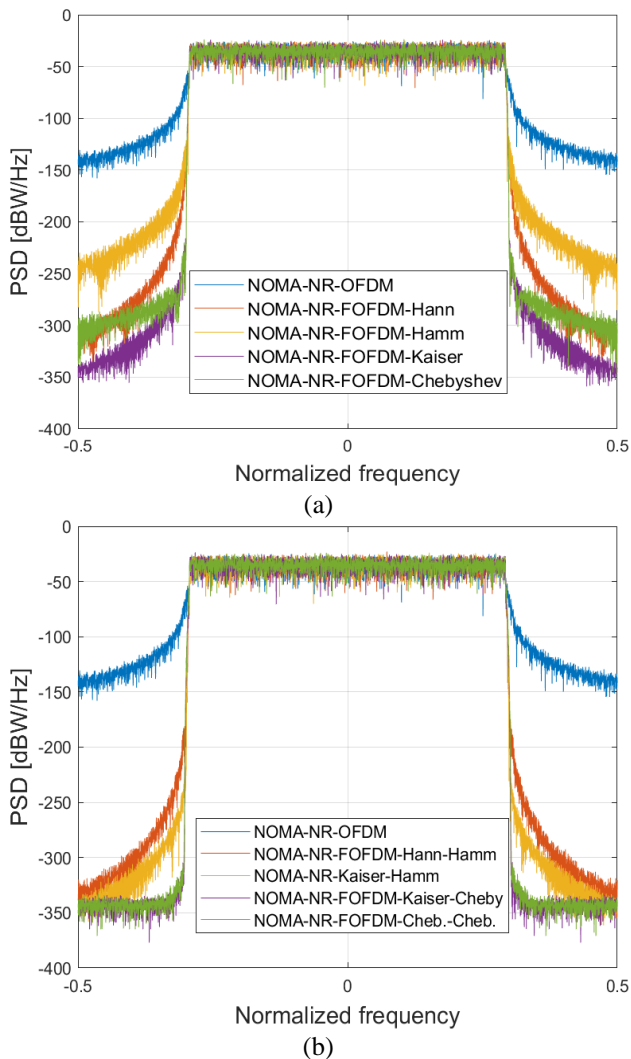 0
-50
-100
-150
-200
-250
-300
-350
-400
PSD [dBW/Hz]
NOMA-NR-OFDM
NOMA-NR-FOFDM-Hann
NOMA-NR-FOFDM-Hamm
NOMA-NR-FOFDM-Kaiser
NOMA-NR-FOFDM-Chebyshev
-0.5 0 0.5
Normalized frequency
(a)
0
-50
-100
-150
-200
-250
-300
-350
-400
PSD [dBW/Hz]
NOMA-NR-OFDM
NOMA-NR-FOFDM-Hann-Hamm
NOMA-NR-Kaiser-Hamm
NOMA-NR-FOFDM-Kaiser-Cheby
NOMA-NR-FOFDM-Cheb.-Cheb.
-0.5 0 0.5
Normalized frequency
(b)